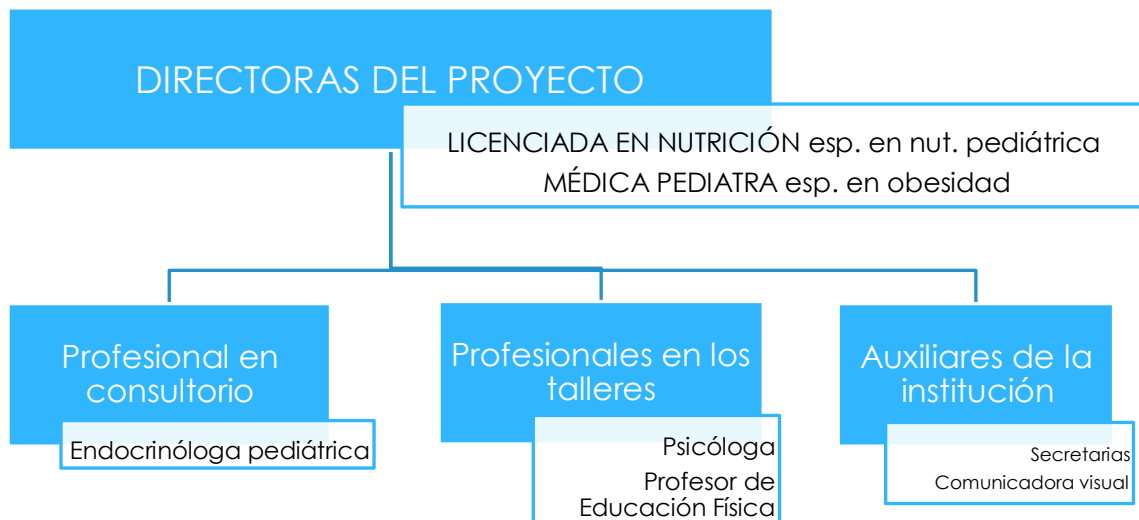 DIRECTORAS DEL PROYECTO
LICENCIADA EN NUTRICIÓN esp. en nut. pediátrica
MÉDICA PEDIATRA esp. en obesidad
Profesional en
consultorio
Endocrinóloga pediátrica
Profesionales en los
talleres
Psicóloga
Profesor de
Educación Física
Auxiliares de la
institución
Secretarias
Comunicadora visual